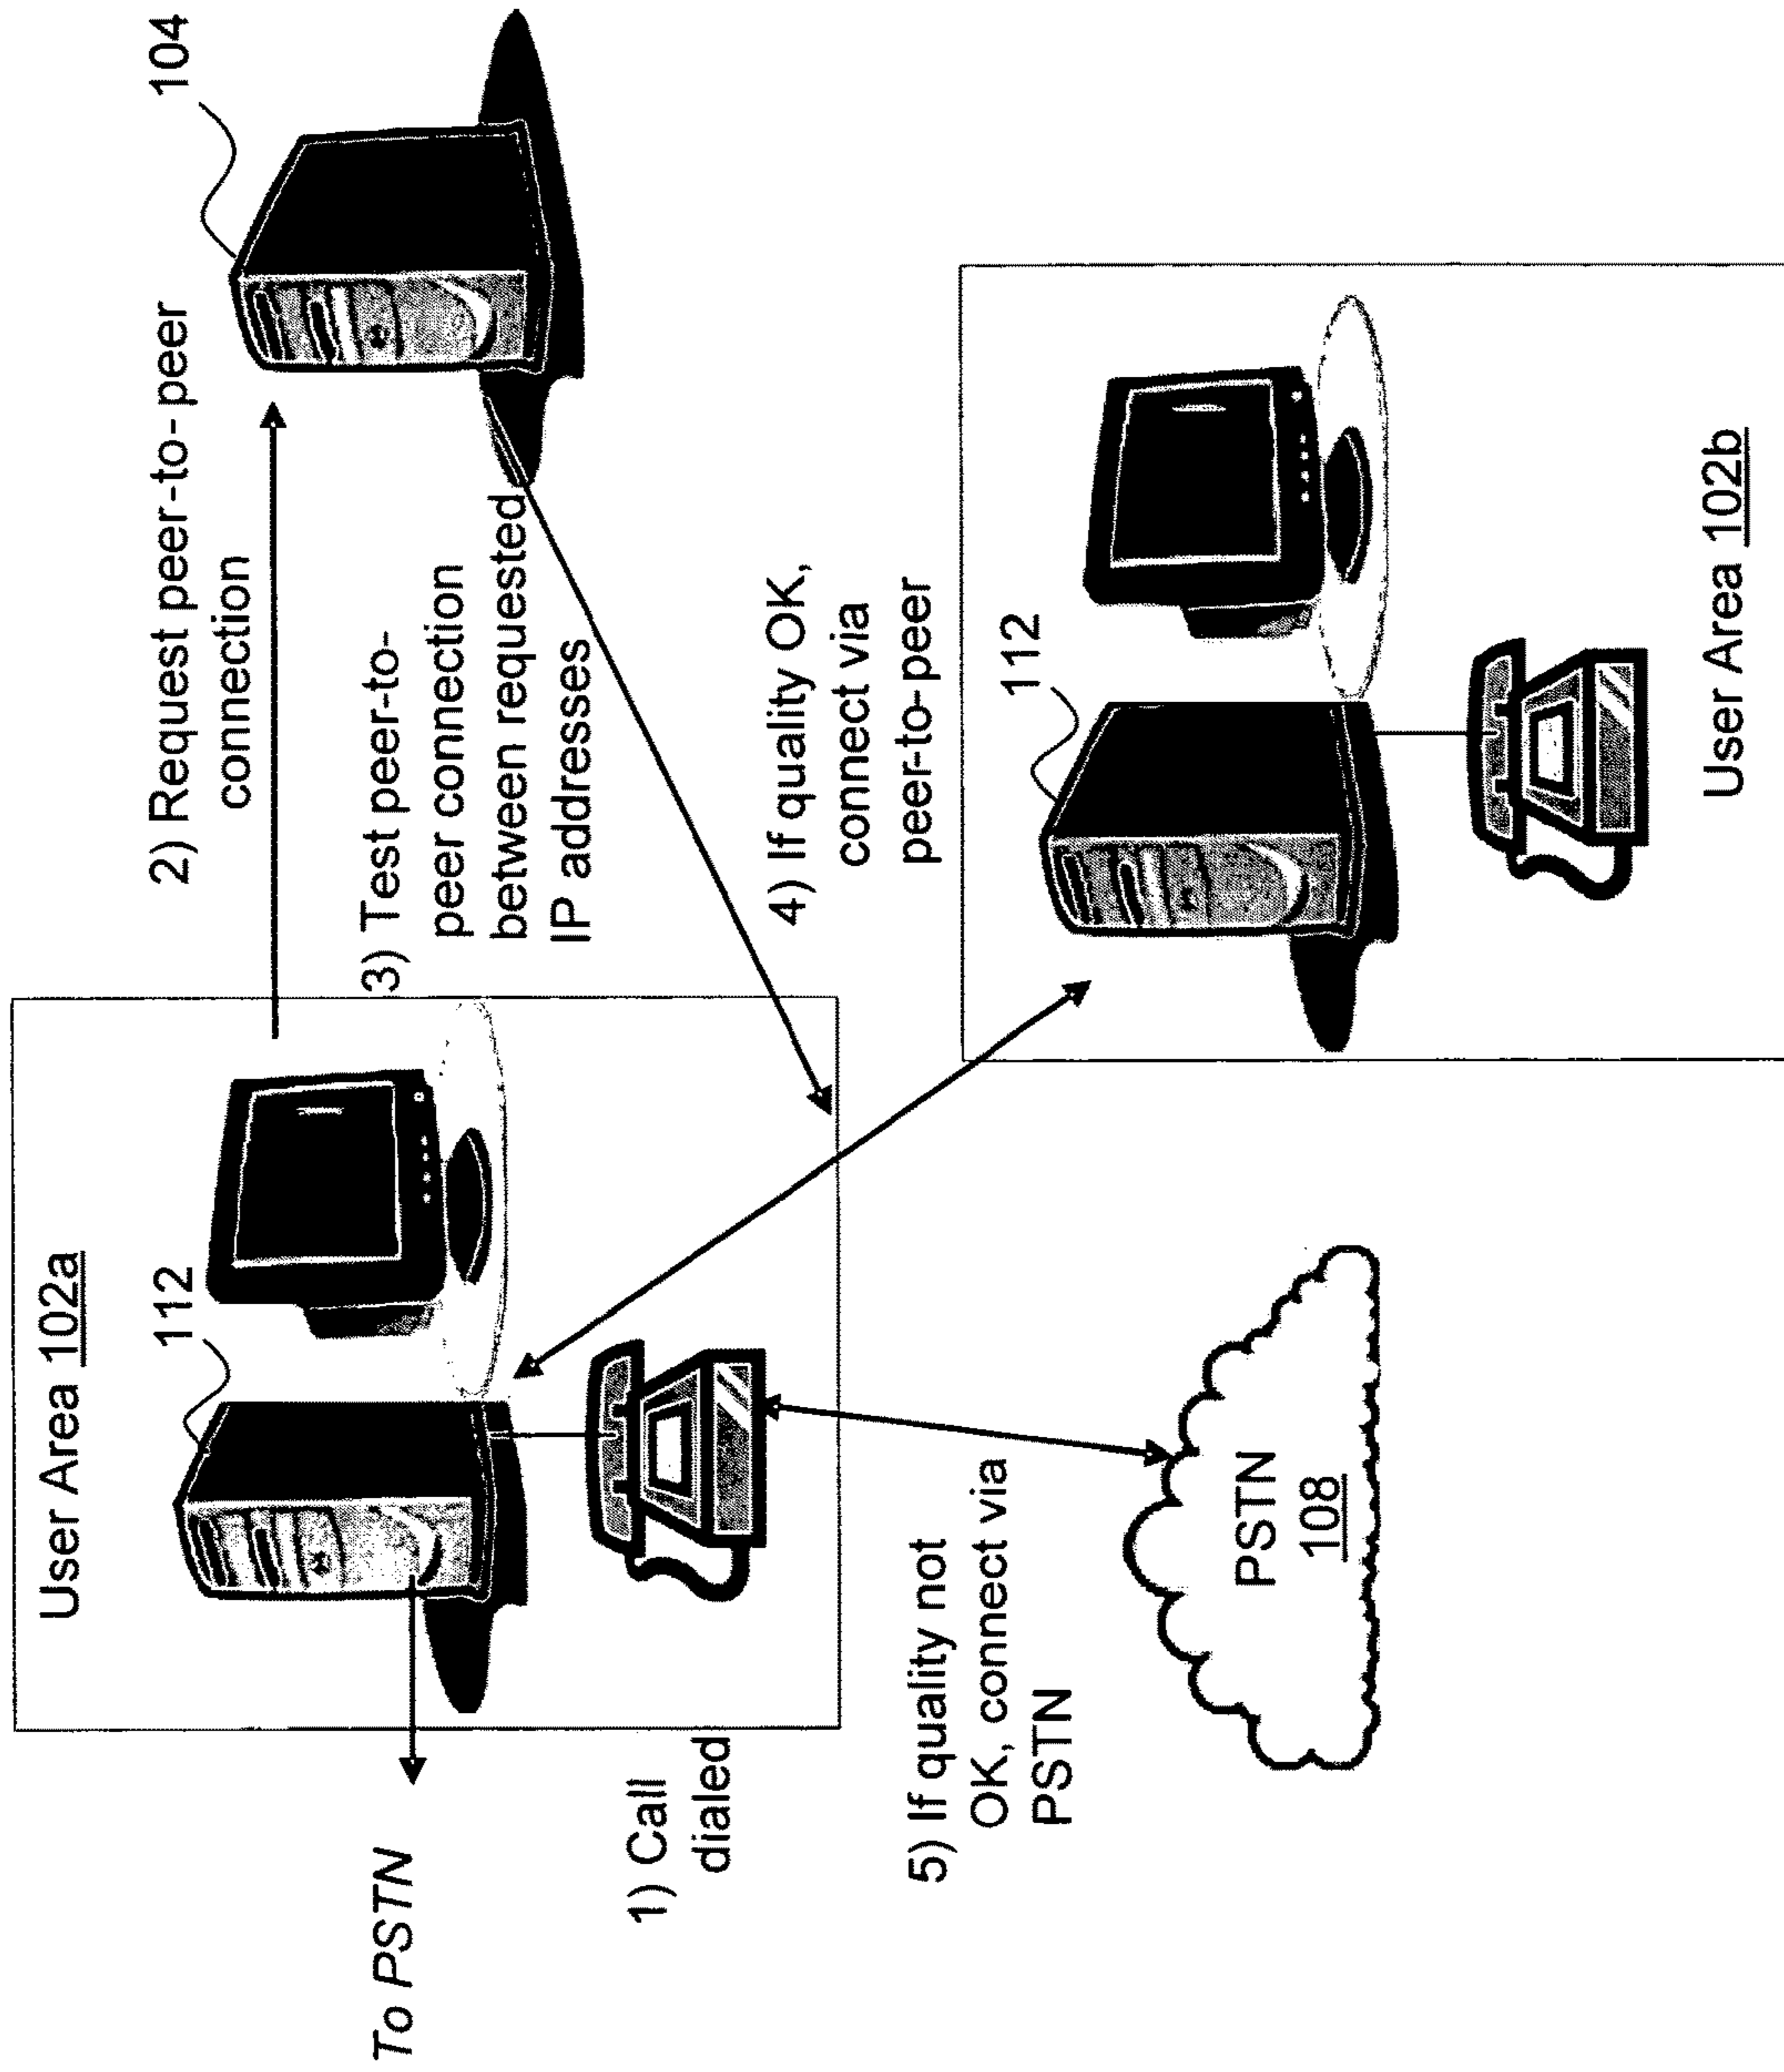 User Area 102a
112
To PSTN
1) Call
dialed
2) Request peer-to-peer
connection
104
3) Test peer-to-
peer connection
between requested
IP addresses
4) If quality OK,
connect via
peer-to-peer
5) If quality not
OK, connect via
PSTN
PSTN
108
112
User Area 102b